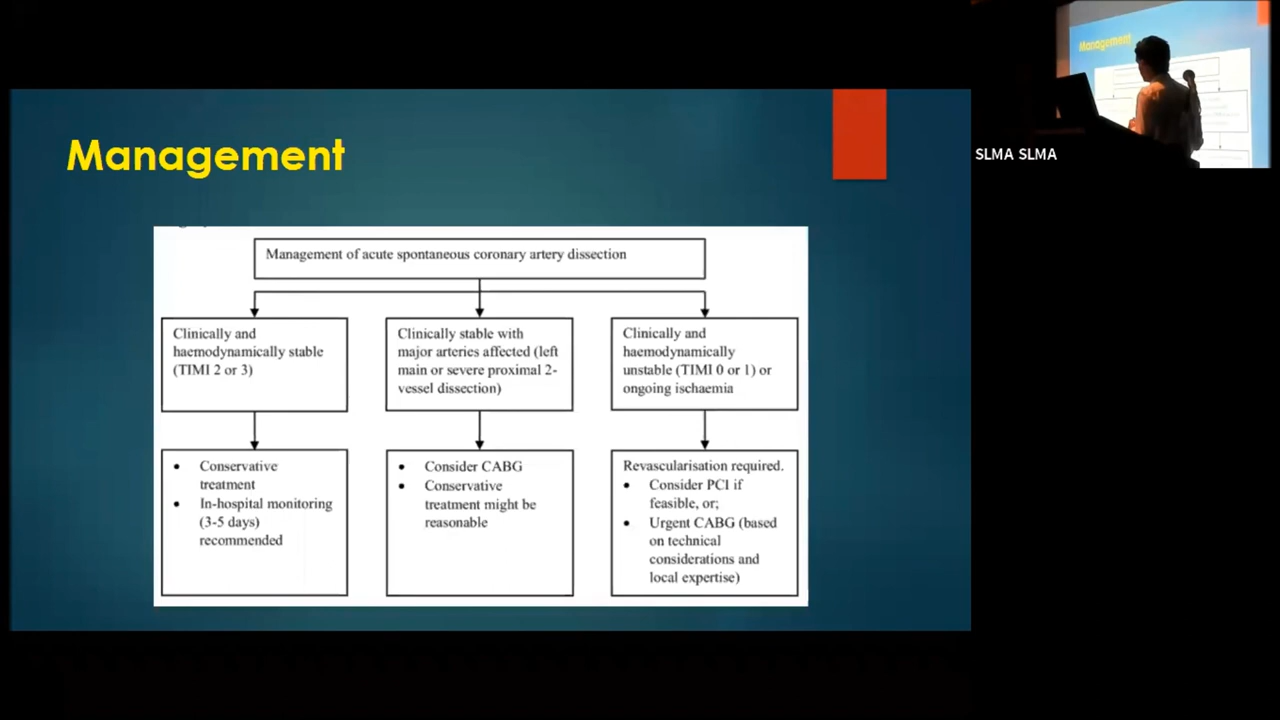 Management
Management of acute spontaneous coronary artery dissection
Clinically and
haemodynamically stable
(TIMI 2 or 3)
Clinically stable with
major arteries affected (left
main or severe proximal 2-
vessel dissection)
Clinically and
haemodynamically
unstable (TIMI 0 or 1) or
ongoing ischaemia
• Conservative
treatment
• In-hospital monitoring
(3-5 days)
recommended
• Consider CABG
• Conservative
treatment might be
reasonable
Revascularisation required.
• Consider PCI if
feasible, or;
• Urgent CABG (based
on technical
considerations and
local expertise)
Management
SLMA SLMA